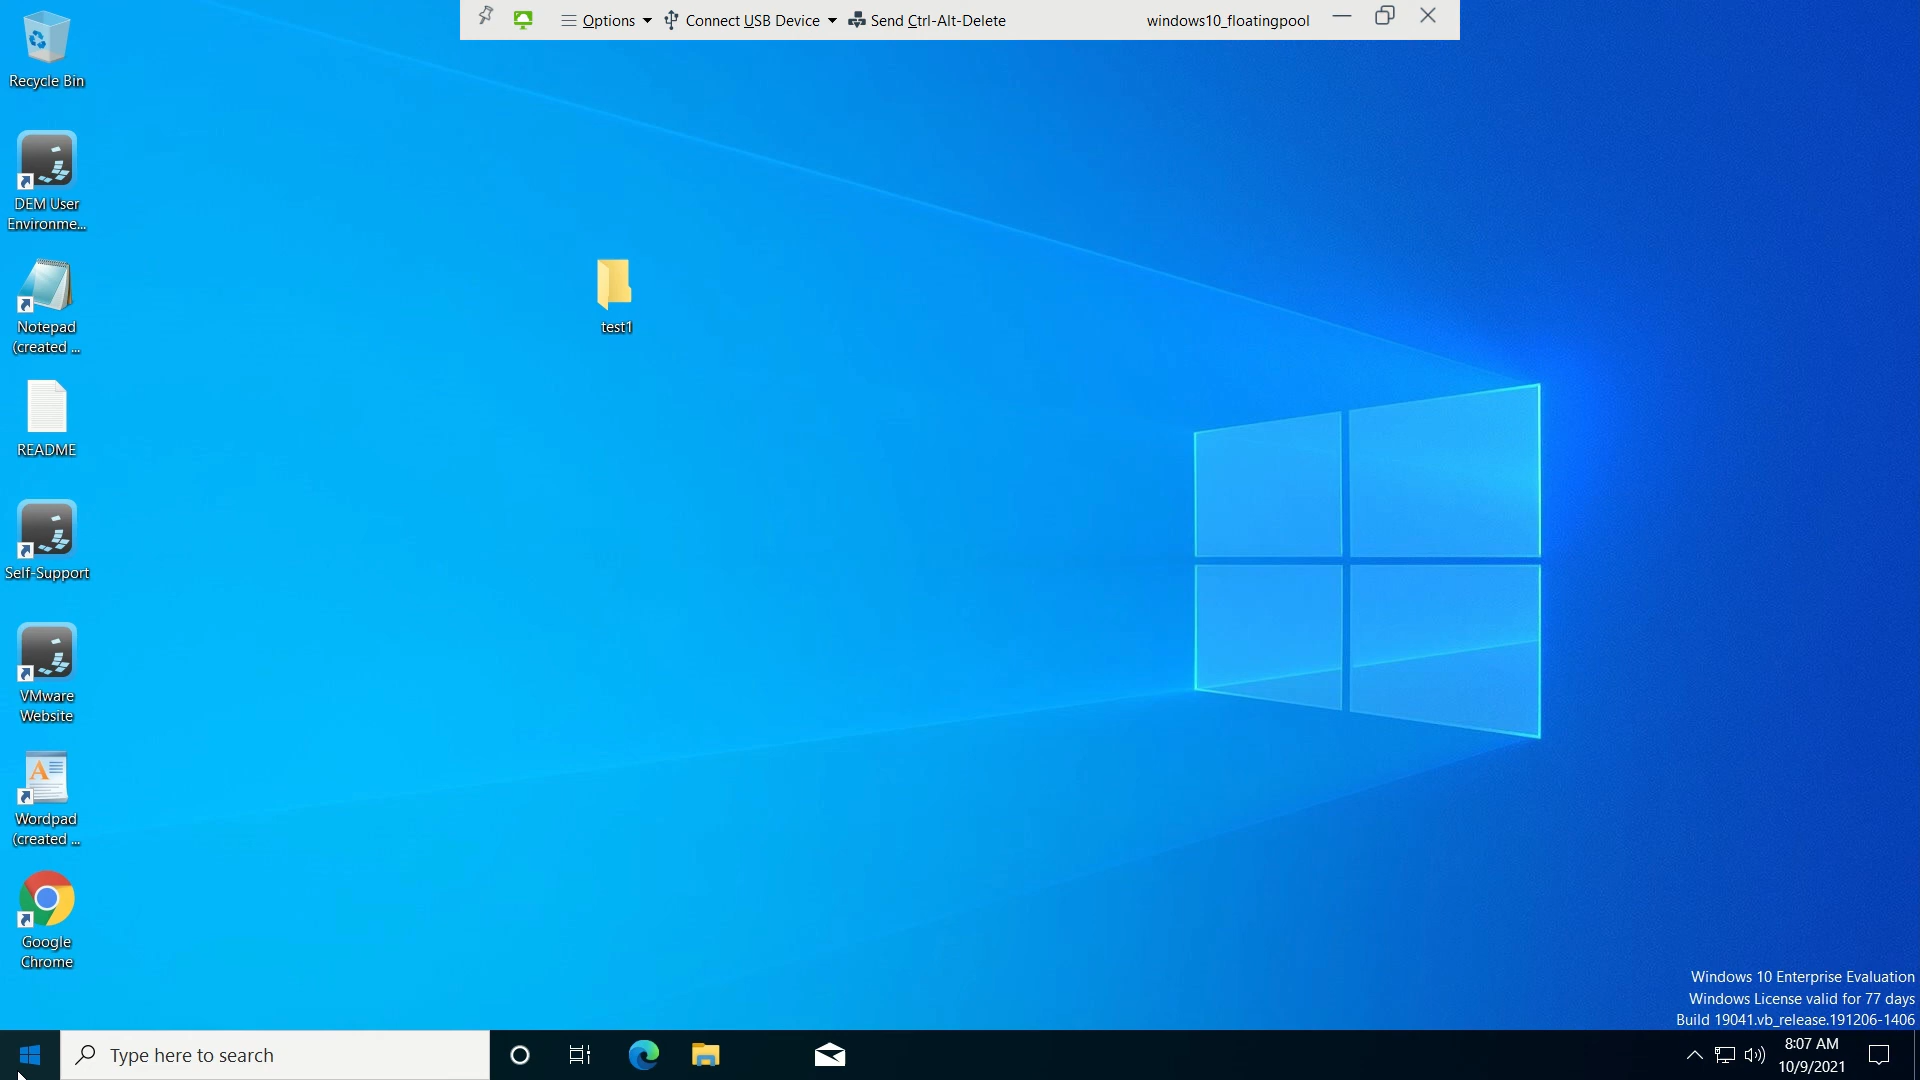 Options
Connect USB Device
Send Ctrl-Alt-Delete
windows10_floatingpool
Recycle Bin
DEM User
Environme...
Notepad
(created ...
README
Self-Support
VMware
Website
Wordpad
(created ...
Google
Chrome
test1
Windows 10 Enterprise Evaluation
Windows License valid for 77 days
Build 19041.vb_release.191206-1406
Type here to search
8:07 AM
10/9/2021